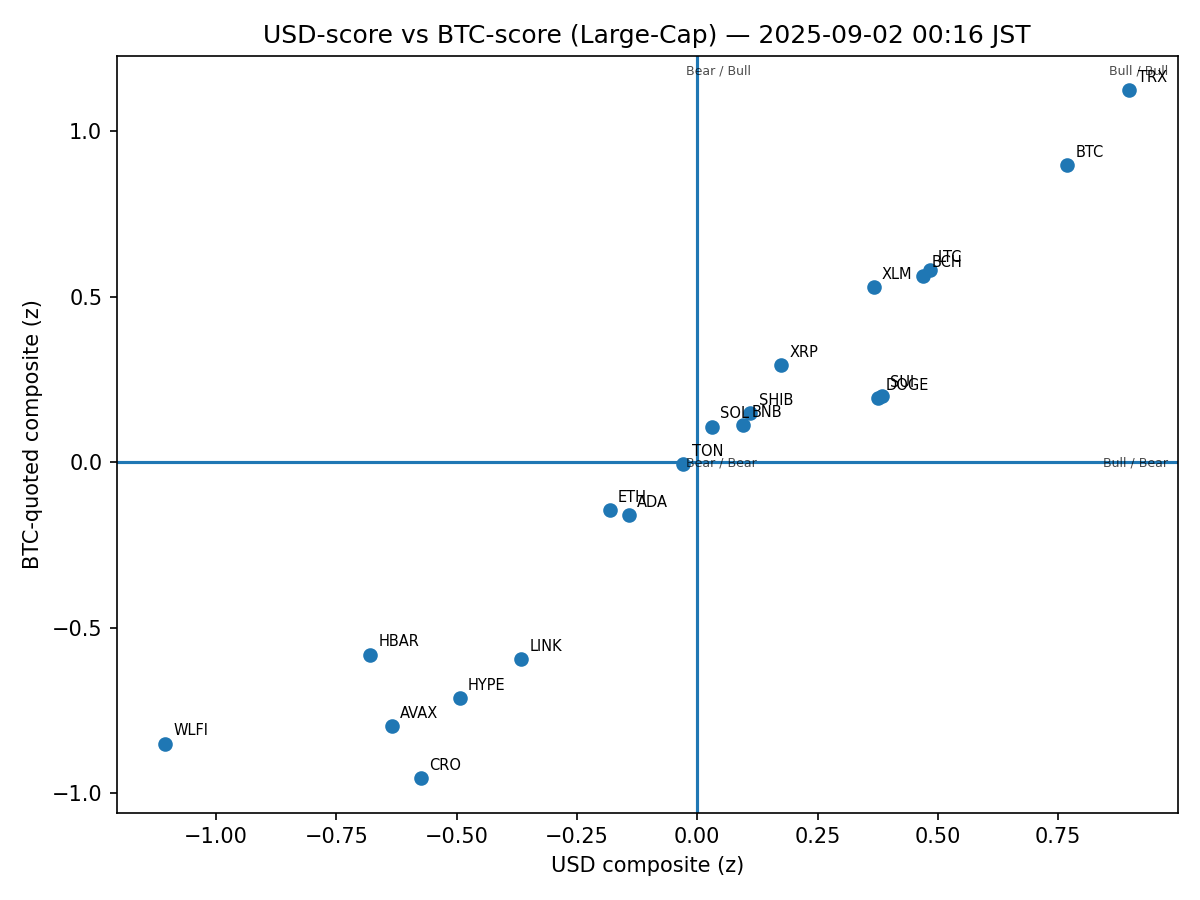 USD-score vs BTC-score (Large-Cap) — 2025-09-02 00:16 JST
Bear / Bull
Bull / Bull
TRX
1.0
BTC
LTC
BCH
XLM
0.5
XRP
SUI
DOGE
SHIB
SOL
BNB
TON
0.0
Bear / Bear
Bull / Bear
ETH
ADA
−0.5
HBAR
LINK
HYPE
AVAX
WLFI
CRO
−1.0
BTC-quoted composite (z)
−1.00
−0.75
−0.50
−0.25
0.00
0.25
0.50
0.75
USD composite (z)